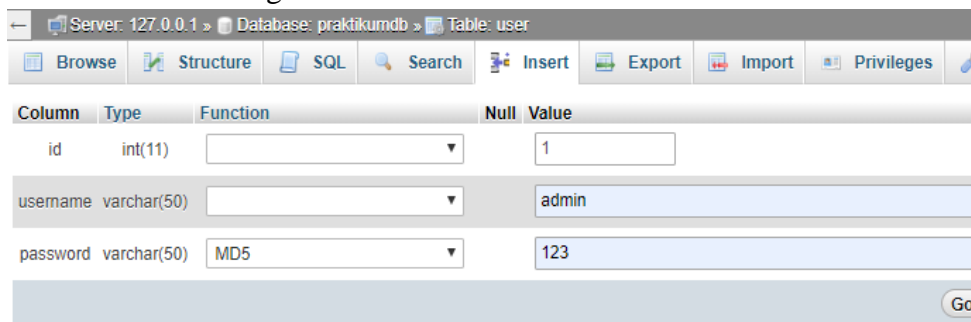 ← Server: 127.0.0.1 » Database: praktikumdb » Table: user
Browse Structure SQL Search Insert Export Import Privileges
Column Type Function Null Value
id int(11) 1
username varchar(50) admin
password varchar(50) MD5 123
Go